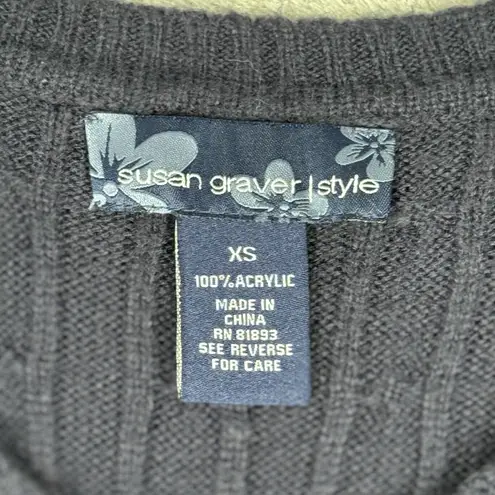 susan graver | style
XS
100% ACRYLIC
MADE IN
CHINA
RN 81893
SEE REVERSE
FOR CARE